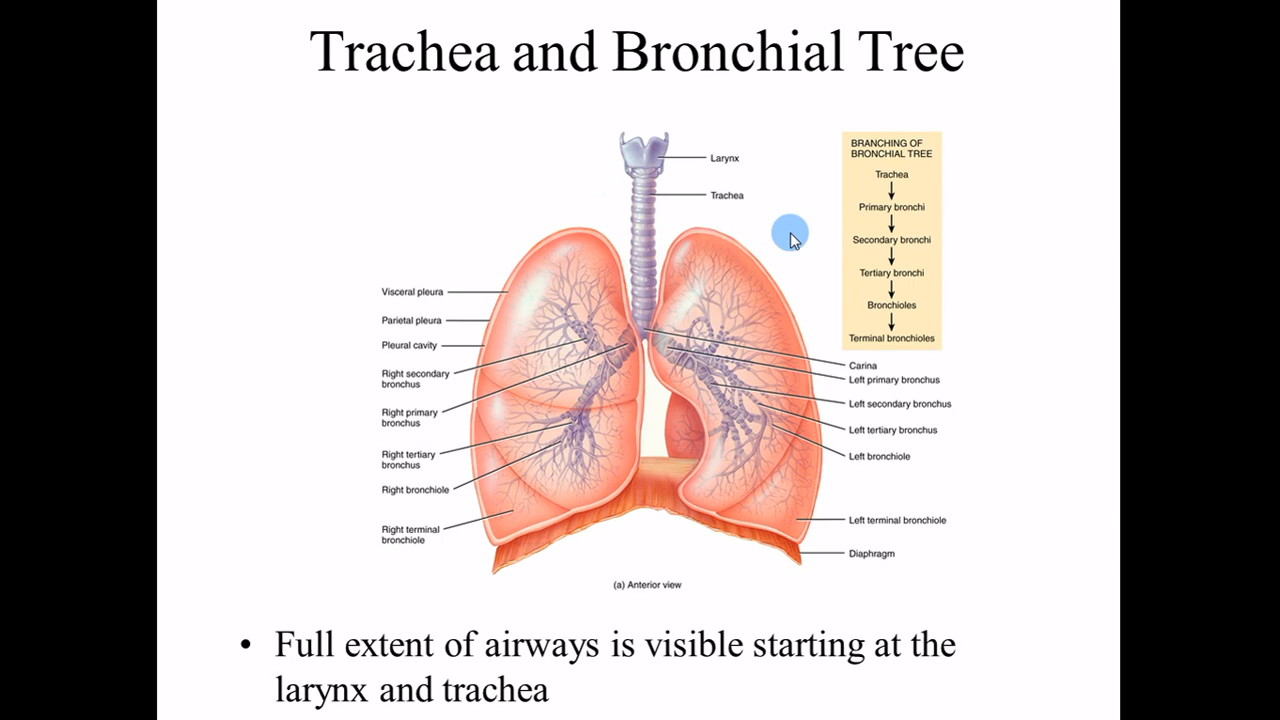 Trachea and Bronchial Tree
Larynx
Trachea
BRANCHING OF
BRONCHIAL TREE
Trachea
Primary bronchi
Secondary bronchi
Tertiary bronchi
Bronchioles
Terminal bronchioles
Visceral pleura
Parietal pleura
Pleural cavity
Right secondary
bronchus
Right primary
bronchus
Right tertiary
bronchus
Right bronchiole
Right terminal
bronchiole
Carina
Left primary bronchus
Left secondary bronchus
Left tertiary bronchus
Left bronchiole
Left terminal bronchiole
Diaphragm
(a) Anterior view
• Full extent of airways is visible starting at the
larynx and trachea